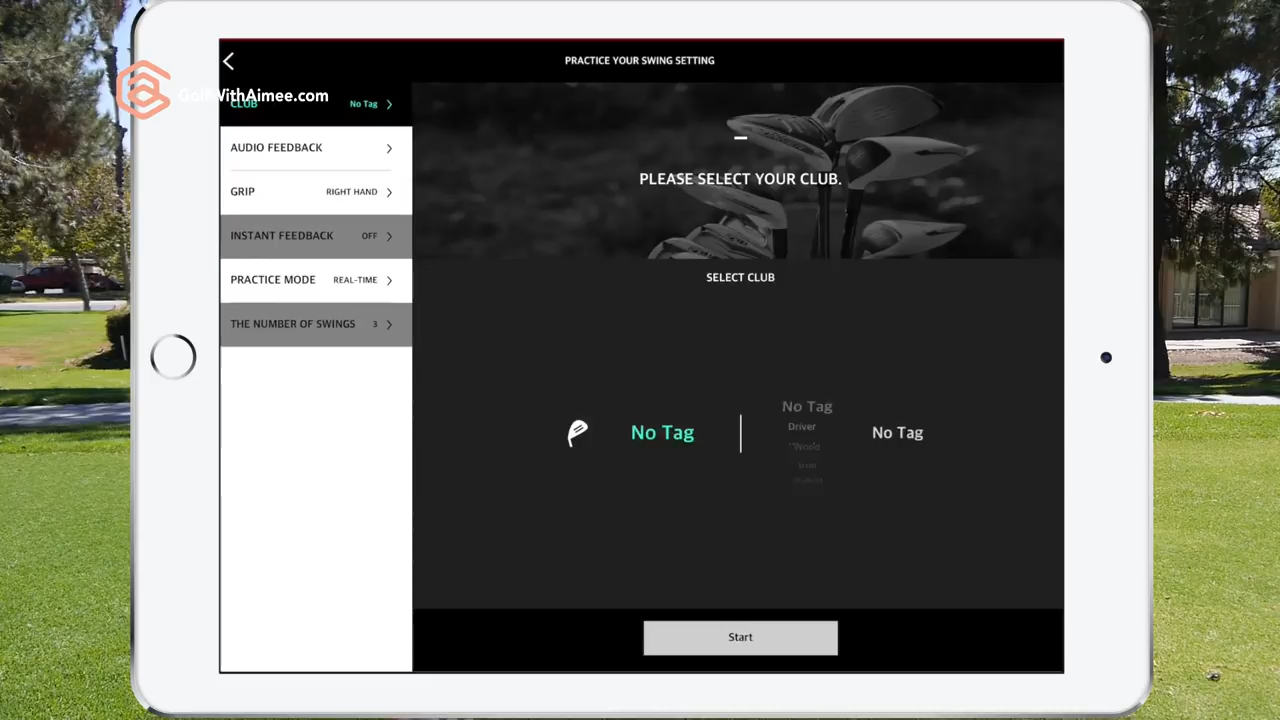 PRACTICE YOUR SWING SETTING
GolfWithAimee.com
CLUB No Tag
AUDIO FEEDBACK
GRIP RIGHT HAND
INSTANT FEEDBACK OFF
PRACTICE MODE REAL-TIME
THE NUMBER OF SWINGS 3
PLEASE SELECT YOUR CLUB.
SELECT CLUB
No Tag
No Tag
Driver
No Tag
Start